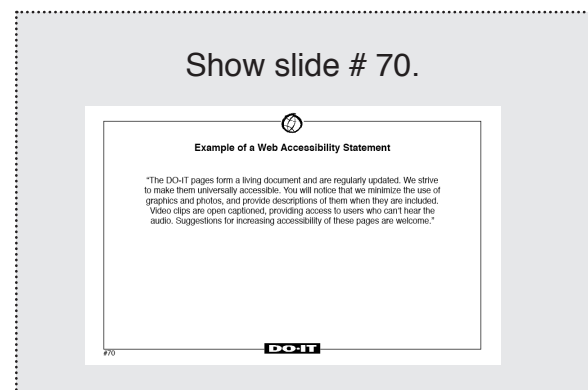 Show slide # 70.
Example of a Web Accessibility Statement
“The DO-IT pages form a living document and are regularly updated. We strive
to make them universally accessible. You will notice that we minimize the use of
graphics and photos, and provide descriptions of them when they are included.
Video clips are open captioned, providing access to users who can't hear the
audio. Suggestions for increasing accessibility of these pages are welcome.”
DO-IT
#70